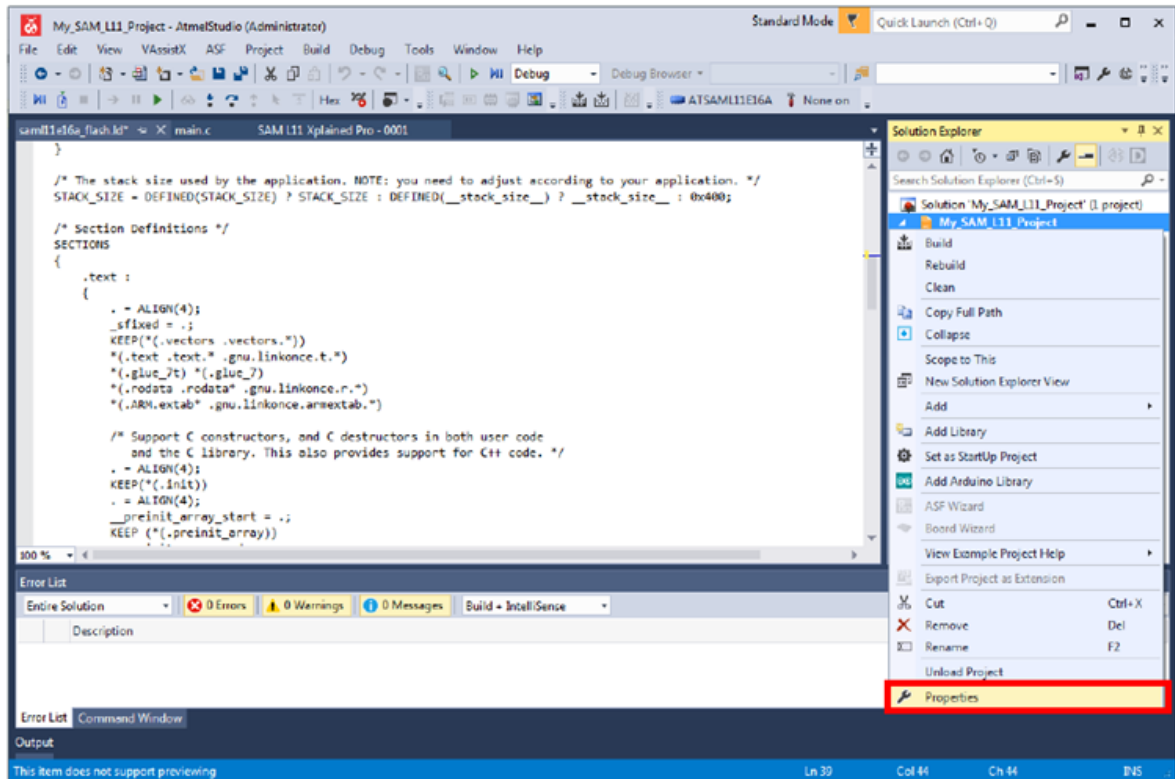 My_SAM_L11_Project - AtmelStudio (Administrator)
Standard Mode
Quick Launch (Ctrl+Q)
File Edit View VAssistX ASF Project Build Debug Tools Window Help
Debug
Debug Browser
Hex
ATSAML11E16A
None on
saml11e16a_flash.ld*
main.c
SAM L11 Xplained Pro - 0001
}
/* The stack size used by the application. NOTE: you need to adjust according to your application. */
STACK_SIZE = DEFINED(STACK_SIZE) ? STACK_SIZE : DEFINED(__stack_size__) ? __stack_size__ : 0x400;
/* Section Definitions */
SECTIONS
{
.text :
{
. = ALIGN(4);
_sfixed = .;
KEEP(*(.vectors .vectors.*))
*(.text .text.* .gnu.linkonce.t.*)
*(.glue_7t) *(.glue_7)
*(.rodata .rodata* .gnu.linkonce.r.*)
*(.ARM.extab* .gnu.linkonce.armextab.*)
/* Support C constructors, and C destructors in both user code
and the C library. This also provides support for C++ code. */
. = ALIGN(4);
KEEP(*(.init))
. = ALIGN(4);
__preinit_array_start = .;
KEEP (*(.preinit_array))
100 %
Error List
Entire Solution
0 Errors
0 Warnings
0 Messages
Build + IntelliSense
Description
Error List
Command Window
Output
This item does not support previewing
Ln 39
Col 44
Ch 44
INS
Solution Explorer
Search Solution Explorer (Ctrl+$)
Solution 'My_SAM_L11_Project' (1 project)
My_SAM_L11_Project
Build
Rebuild
Clean
Copy Full Path
Collapse
Scope to This
New Solution Explorer View
Add
Add Library
Set as StartUp Project
Add Arduino Library
ASF Wizard
Board Wizard
View Example Project Help
Export Project as Extension
Cut Ctrl+X
Remove Del
Rename F2
Unload Project
Properties